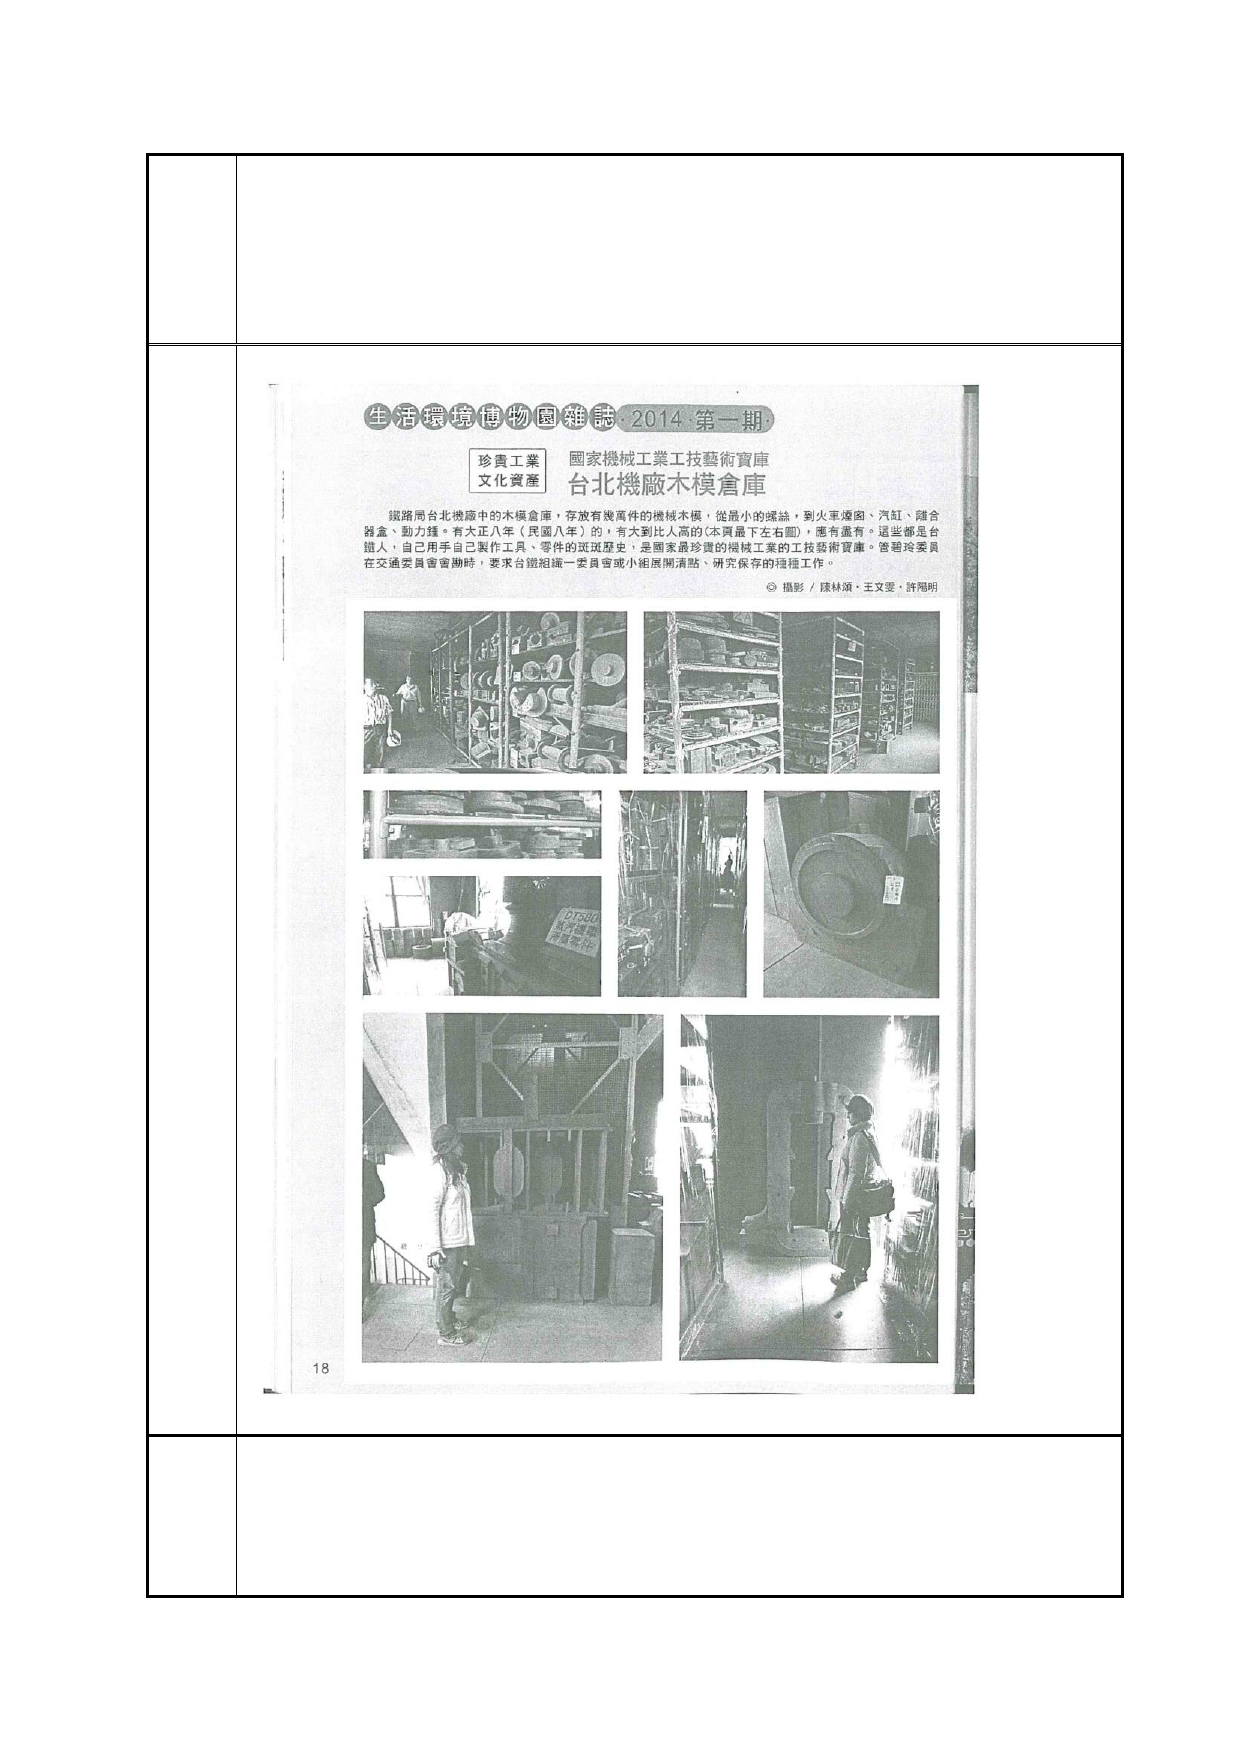 生活環境博物園雜誌·2014·第一期·
珍貴工業
文化資產
國家機械工業工技藝術寶庫
台北機廠木模倉庫
鐵路局台北機廠中的木模倉庫，存放有幾萬件的機械木模，從最小的螺絲，到火車煙囪、汽缸、離合
器盒、動力錘。有大正八年（民國八年）的，有大到比人高的(本頁最下左右圖)，應有盡有。這些都是台
鐵人，自己用手自己製作工具、零件的斑斑歷史，是國家最珍貴的機械工業的工技藝術寶庫。管碧玲委員
在交通委員會會勘時，要求台鐵組織一委員會或小組展開清點、研究保存的種種工作。
◎ 攝影 / 陳林頌·王文雯·許陽明
DT580
18